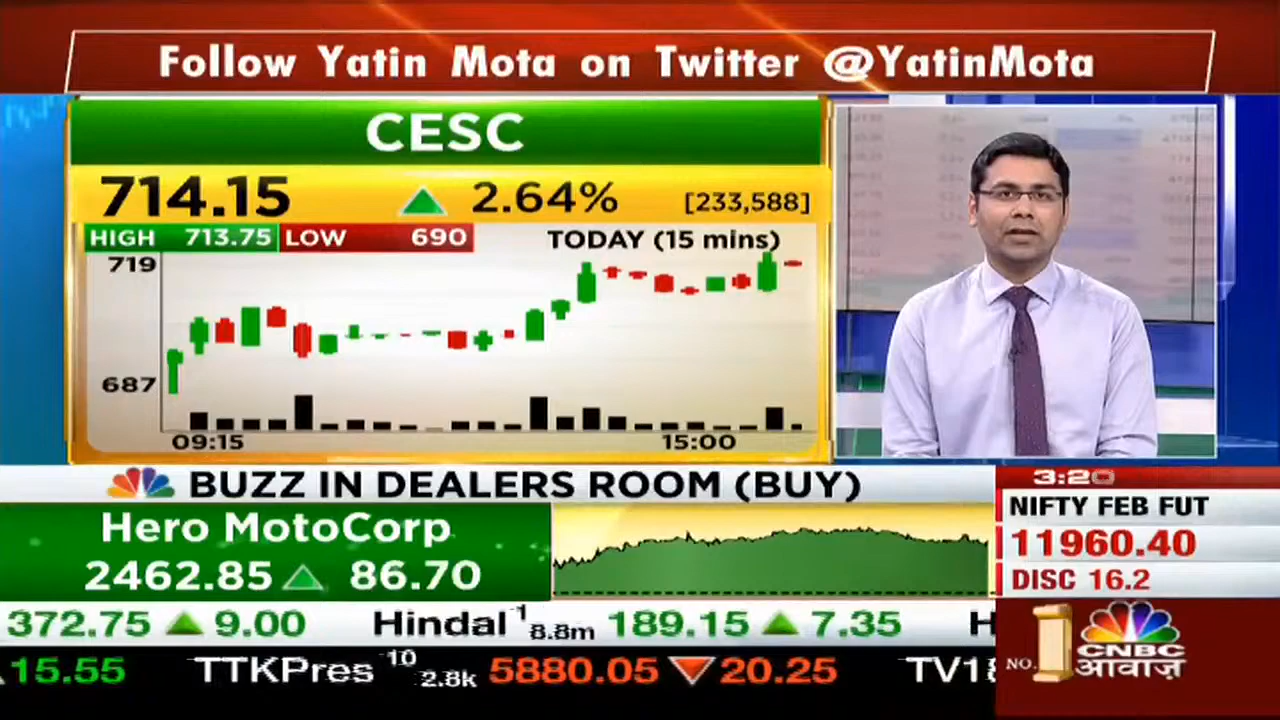 Follow Yatin Mota on Twitter @YatinMota
CESC
714.15 ▲ 2.64% [233,588]
HIGH 713.75 LOW 690 TODAY (15 mins)
719
687
09:15 15:00
BUZZ IN DEALERS ROOM (BUY)
Hero MotoCorp
2462.85 ▲ 86.70
3:20
NIFTY FEB FUT
11960.40
DISC 16.2
372.75 ▲ 9.00 Hindal 1 8.8m 189.15 ▲ 7.35 H
15.55 TTKPres 10 2.8k 5880.05 ▼ 20.25 TV18
NO. 1 CNBC
आवाज़